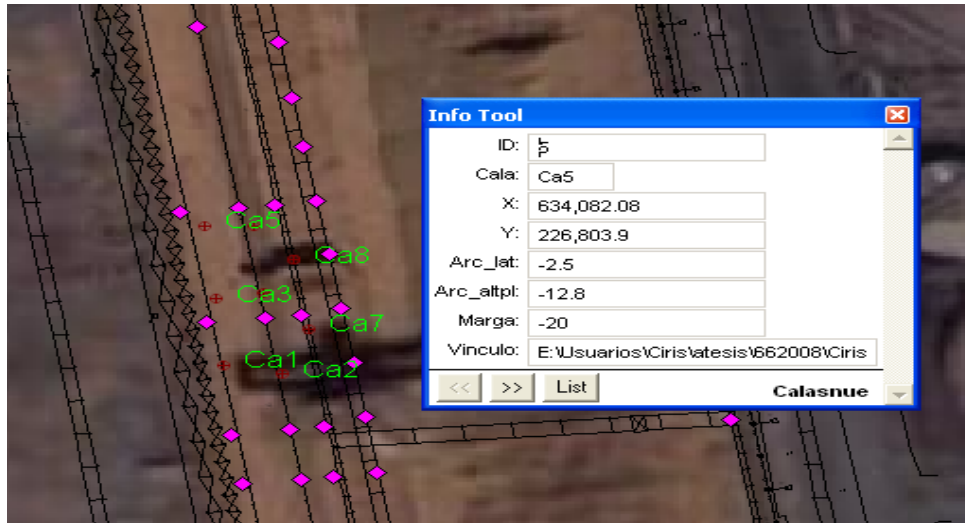 Info Tool
ID: 5
Cala: Ca5
X: 634,082.08
Y: 226,803.9
Arc_lat: -2.5
Arc_altpl: -12.8
Marga: -20
Vinculo: E:\Usuarios\Ciris\atesis\662008\Ciris
<< >> List Calasnue
Ca5
Ca8
Ca3
Ca7
Ca1
Ca2